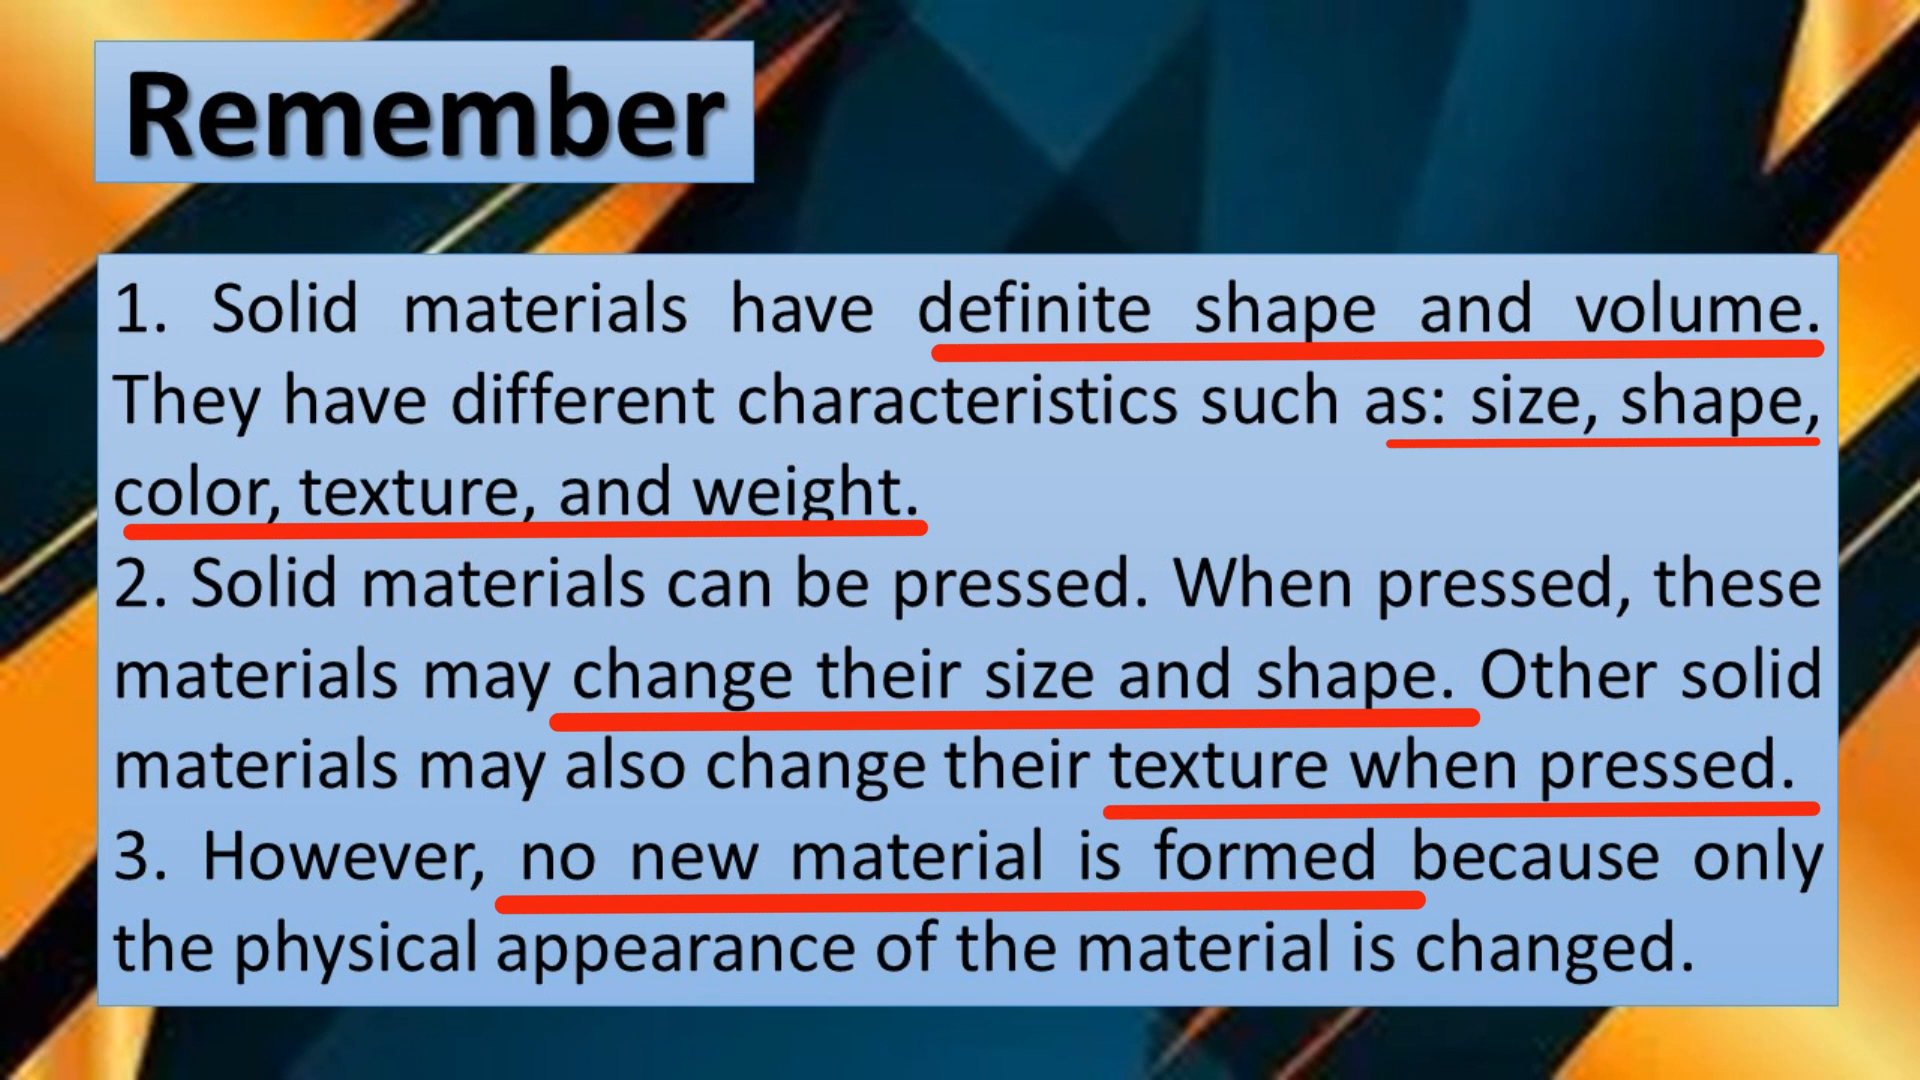 Remember
1. Solid materials have definite shape and volume.
They have different characteristics such as: size, shape,
color, texture, and weight.
2. Solid materials can be pressed. When pressed, these
materials may change their size and shape. Other solid
materials may also change their texture when pressed.
3. However, no new material is formed because only
the physical appearance of the material is changed.